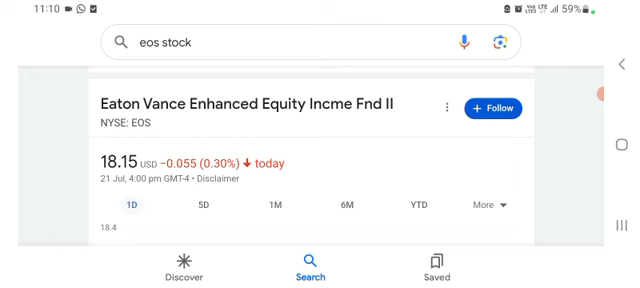 11:10 59%
eos stock
Eaton Vance Enhanced Equity Incme Fnd II
+ Follow
NYSE: EOS
18.15 USD −0.055 (0.30%) today
21 Jul, 4:00 pm GMT-4 • Disclaimer
1D 5D 1M 6M YTD More
18.4
Discover Search Saved